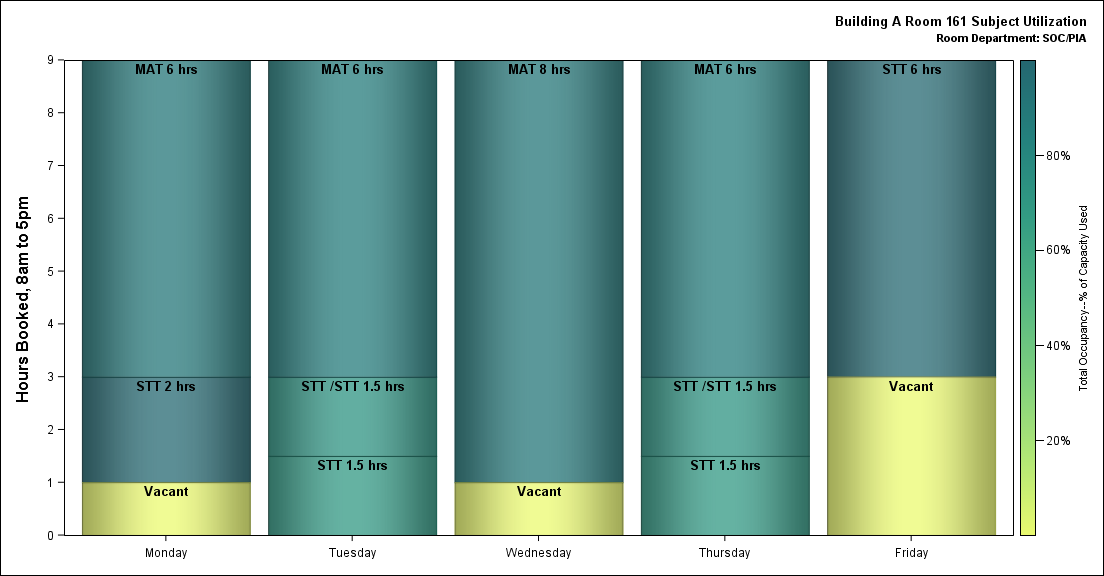 Building A Room 161 Subject Utilization
Room Department: SOC/PIA
Hours Booked, 8am to 5pm
9
8
7
6
5
4
3
2
1
0
MAT 6 hrs
STT 2 hrs
Vacant
MAT 6 hrs
STT /STT 1.5 hrs
STT 1.5 hrs
MAT 8 hrs
Vacant
MAT 6 hrs
STT /STT 1.5 hrs
STT 1.5 hrs
STT 6 hrs
Vacant
Monday
Tuesday
Wednesday
Thursday
Friday
80%
60%
40%
20%
Total Occupancy--% of Capacity Used